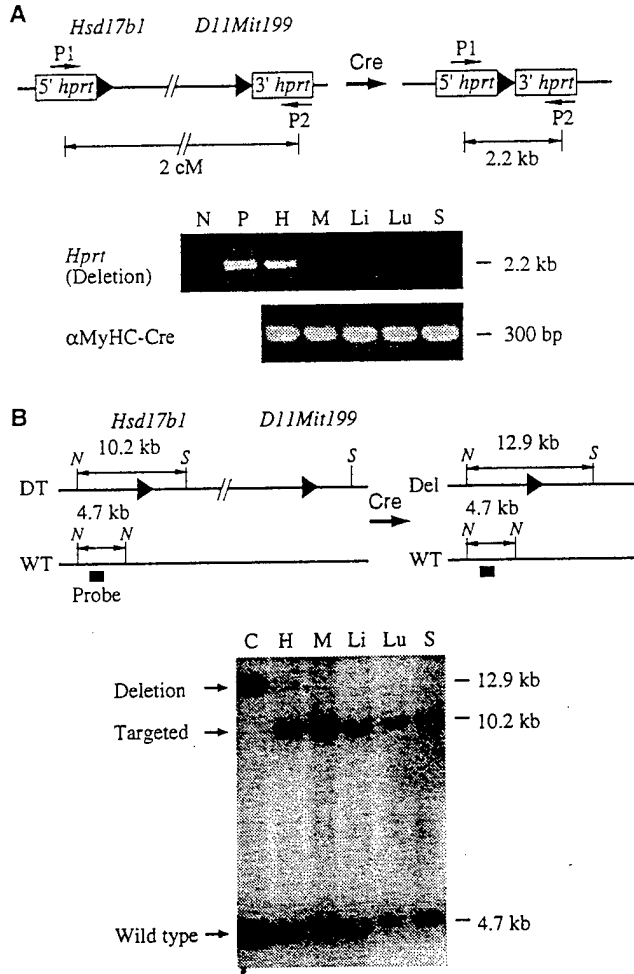 A
Hsd17b1 D11Mit199
P1 P1
5' hprt 3' hprt Cre 5' hprt 3' hprt
P2 P2
2 cM 2.2 kb
N P H M Li Lu S
Hprt
(Deletion) 2.2 kb
αMyHC-Cre 300 bp
B
Hsd17b1 D11Mit199
10.2 kb 12.9 kb
N S S N S
DT Cre Del
4.7 kb 4.7 kb
N N N N
WT WT
Probe
C H M Li Lu S
Deletion 12.9 kb
Targeted 10.2 kb
Wild type 4.7 kb